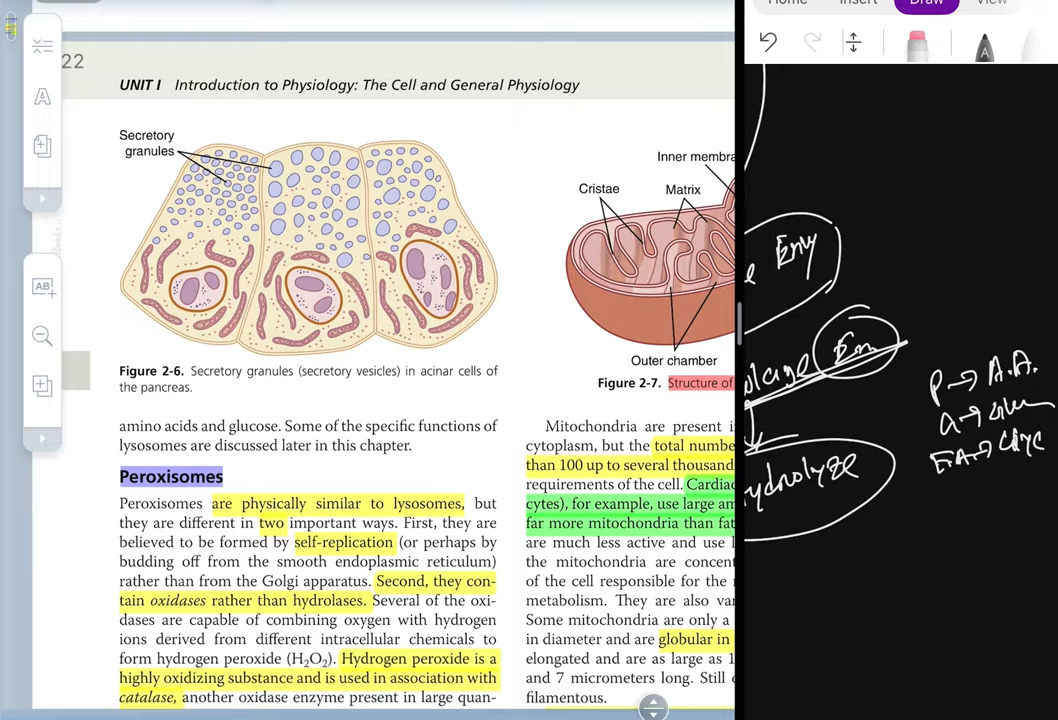 22
UNIT I Introduction to Physiology: The Cell and General Physiology
Secretory
granules
Figure 2-6. Secretory granules (secretory vesicles) in acinar cells of
the pancreas.
amino acids and glucose. Some of the specific functions of
lysosomes are discussed later in this chapter.
Peroxisomes
Peroxisomes are physically similar to lysosomes, but
they are different in two important ways. First, they are
believed to be formed by self-replication (or perhaps by
budding off from the smooth endoplasmic reticulum)
rather than from the Golgi apparatus. Second, they con-
tain oxidases rather than hydrolases. Several of the oxi-
dases are capable of combining oxygen with hydrogen
ions derived from different intracellular chemicals to
form hydrogen peroxide (H₂O₂). Hydrogen peroxide is a
highly oxidizing substance and is used in association with
catalase, another oxidase enzyme present in large quan-
Inner membra
Cristae
Matrix
Outer chamber
Figure 2-7. Structure of
Mitochondria are present i
cytoplasm, but the total numbe
than 100 up to several thousand
requirements of the cell. Cardiac
cytes), for example, use large am
far more mitochondria than fat
are much less active and use l
the mitochondria are concent
of the cell responsible for the
metabolism. They are also var
Some mitochondria are only a
in diameter and are globular in
elongated and are as large as 1
and 7 micrometers long. Still
filamentous.
Home Insert Draw View
A
A
AB
e Eny
P → A.A.
ydrolyze